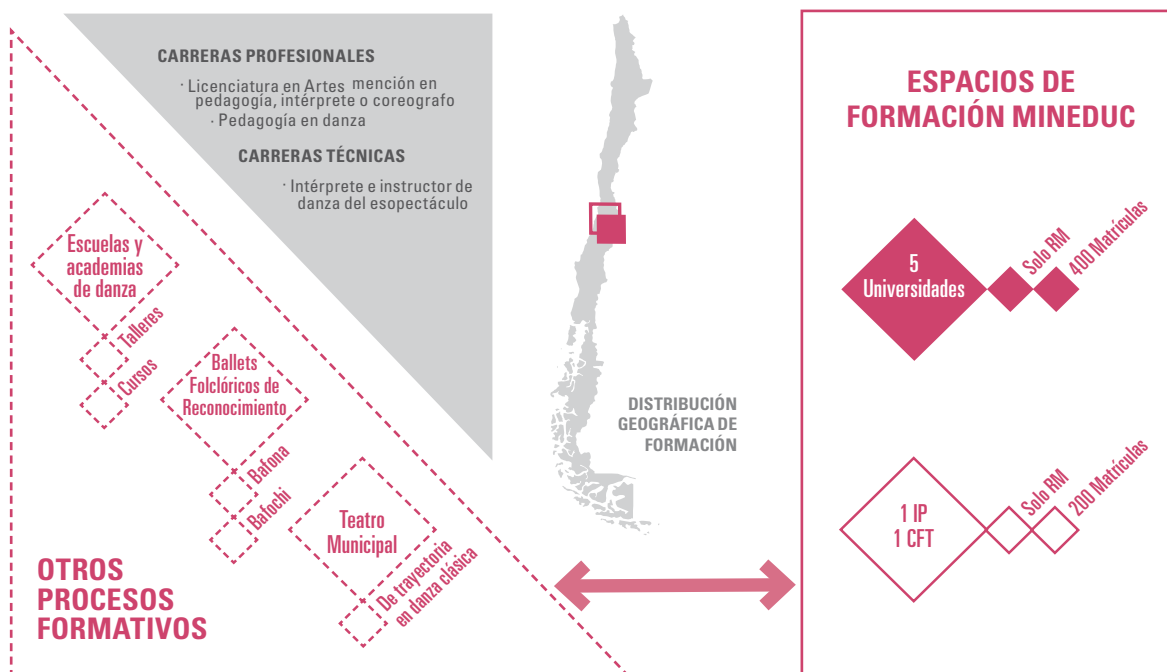 CARRERAS PROFESIONALES
· Licenciatura en Artes mención en
pedagogía, intérprete o coreografo
· Pedagogía en danza
CARRERAS TÉCNICAS
· Intérprete e instructor de
danza del esopectáculo
Escuelas y
academias
de danza
Talleres
Cursos
Ballets
Folclóricos de
Reconocimiento
Bafona
Bafochi
Teatro
Municipal
De trayectoria
en danza clásica
OTROS
PROCESOS
FORMATIVOS
DISTRIBUCIÓN
GEOGRÁFICA DE
FORMACIÓN
ESPACIOS DE
FORMACIÓN MINEDUC
5
Universidades
Solo RM
400 Matrículas
1 IP
1 CFT
Solo RM
200 Matrículas